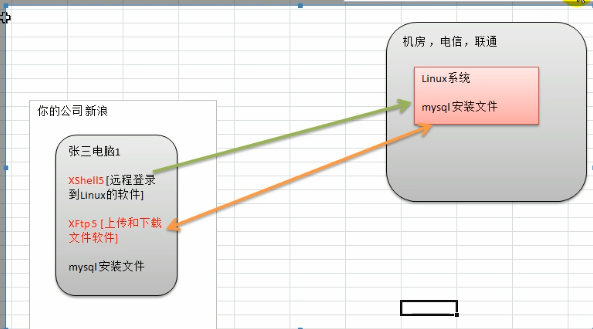 机房，电信，联通
Linux系统
mysql安装文件
你的公司新浪
张三电脑1
XShell5[远程登录
到Linux的软件]
XFtp5 [上传和下载
文件软件]
mysql安装文件